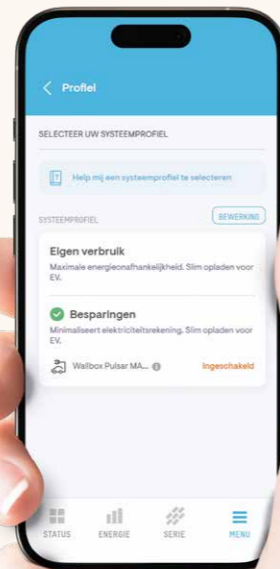 Profiel
SELECTEER UW SYSTEEMPROFIEL
Help mij een systeemprofiel te selecteren
SYSTEEMPROFIEL
BEWERKING
Eigen verbruik
Maximale energieonafhankelijkheid. Slim opladen voor
EV.
Besparingen
Minimaliseert elektriciteitsrekening. Slim opladen voor
EV.
Wallbox Pulsar MA...
Ingeschakeld
STATUS
ENERGIE
SERIE
MENU